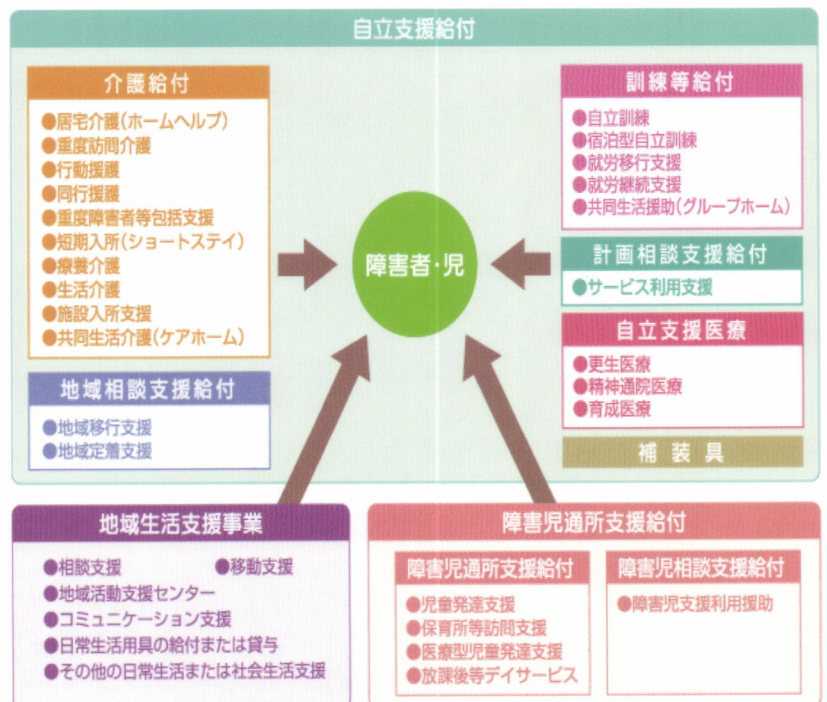 自立支援給付
介護給付
●居宅介護(ホームヘルプ)
●重度訪問介護
●行動援護
●同行援護
●重度障害者等包括支援
●短期入所(ショートステイ)
●療養介護
●生活介護
●施設入所支援
●共同生活介護(ケアホーム)
地域相談支援給付
●地域移行支援
●地域定着支援
障害者・児
訓練等給付
●自立訓練
●宿泊型自立訓練
●就労移行支援
●就労継続支援
●共同生活援助(グループホーム)
計画相談支援給付
●サービス利用支援
自立支援医療
●更生医療
●精神通院医療
●育成医療
補装具
地域生活支援事業
●相談支援 ●移動支援
●地域活動支援センター
●コミュニケーション支援
●日常生活用具の給付または貸与
●その他の日常生活または社会生活支援
障害児通所支援給付
障害児通所支援給付
●児童発達支援
●保育所等訪問支援
●医療型児童発達支援
●放課後等デイサービス
障害児相談支援給付
●障害児支援利用援助